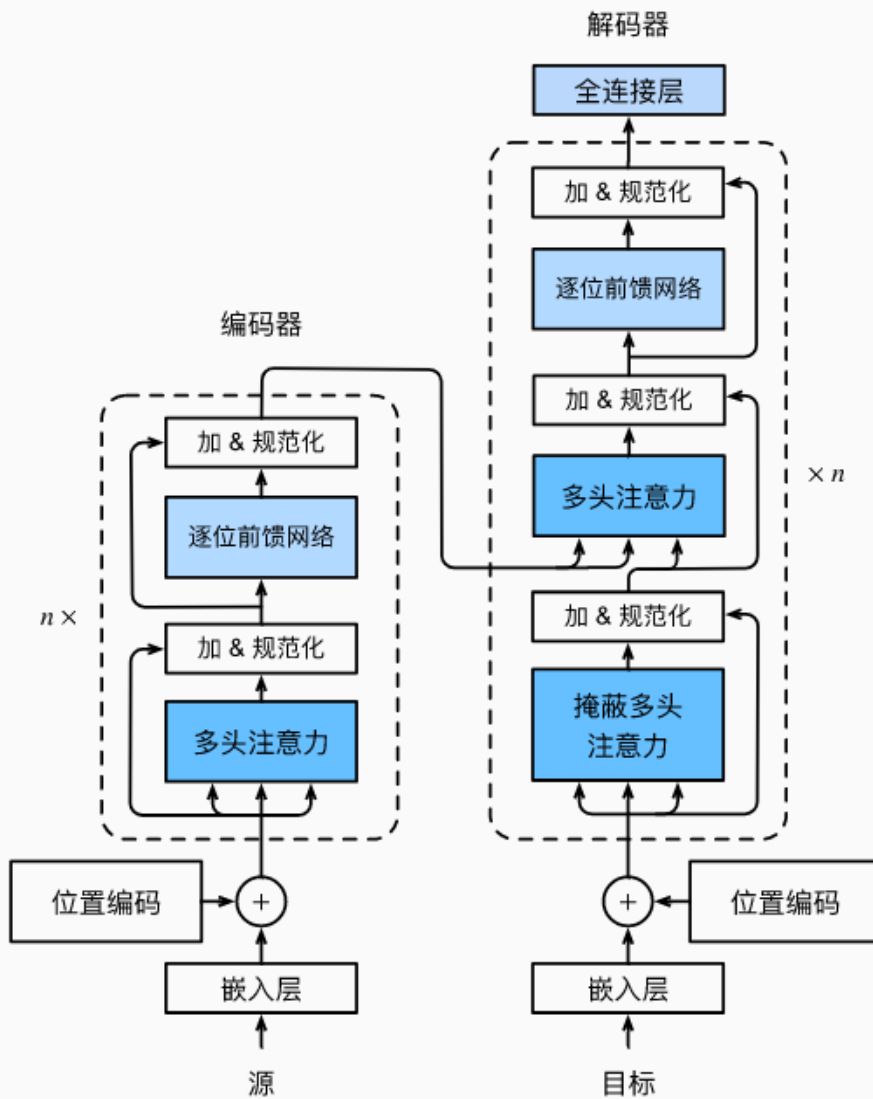 解码器
全连接层
加 & 规范化
逐位前馈网络
加 & 规范化
多头注意力
× n
加 & 规范化
掩蔽多头
注意力
+
位置编码
嵌入层
目标
编码器
加 & 规范化
逐位前馈网络
n ×
加 & 规范化
多头注意力
位置编码
+
嵌入层
源